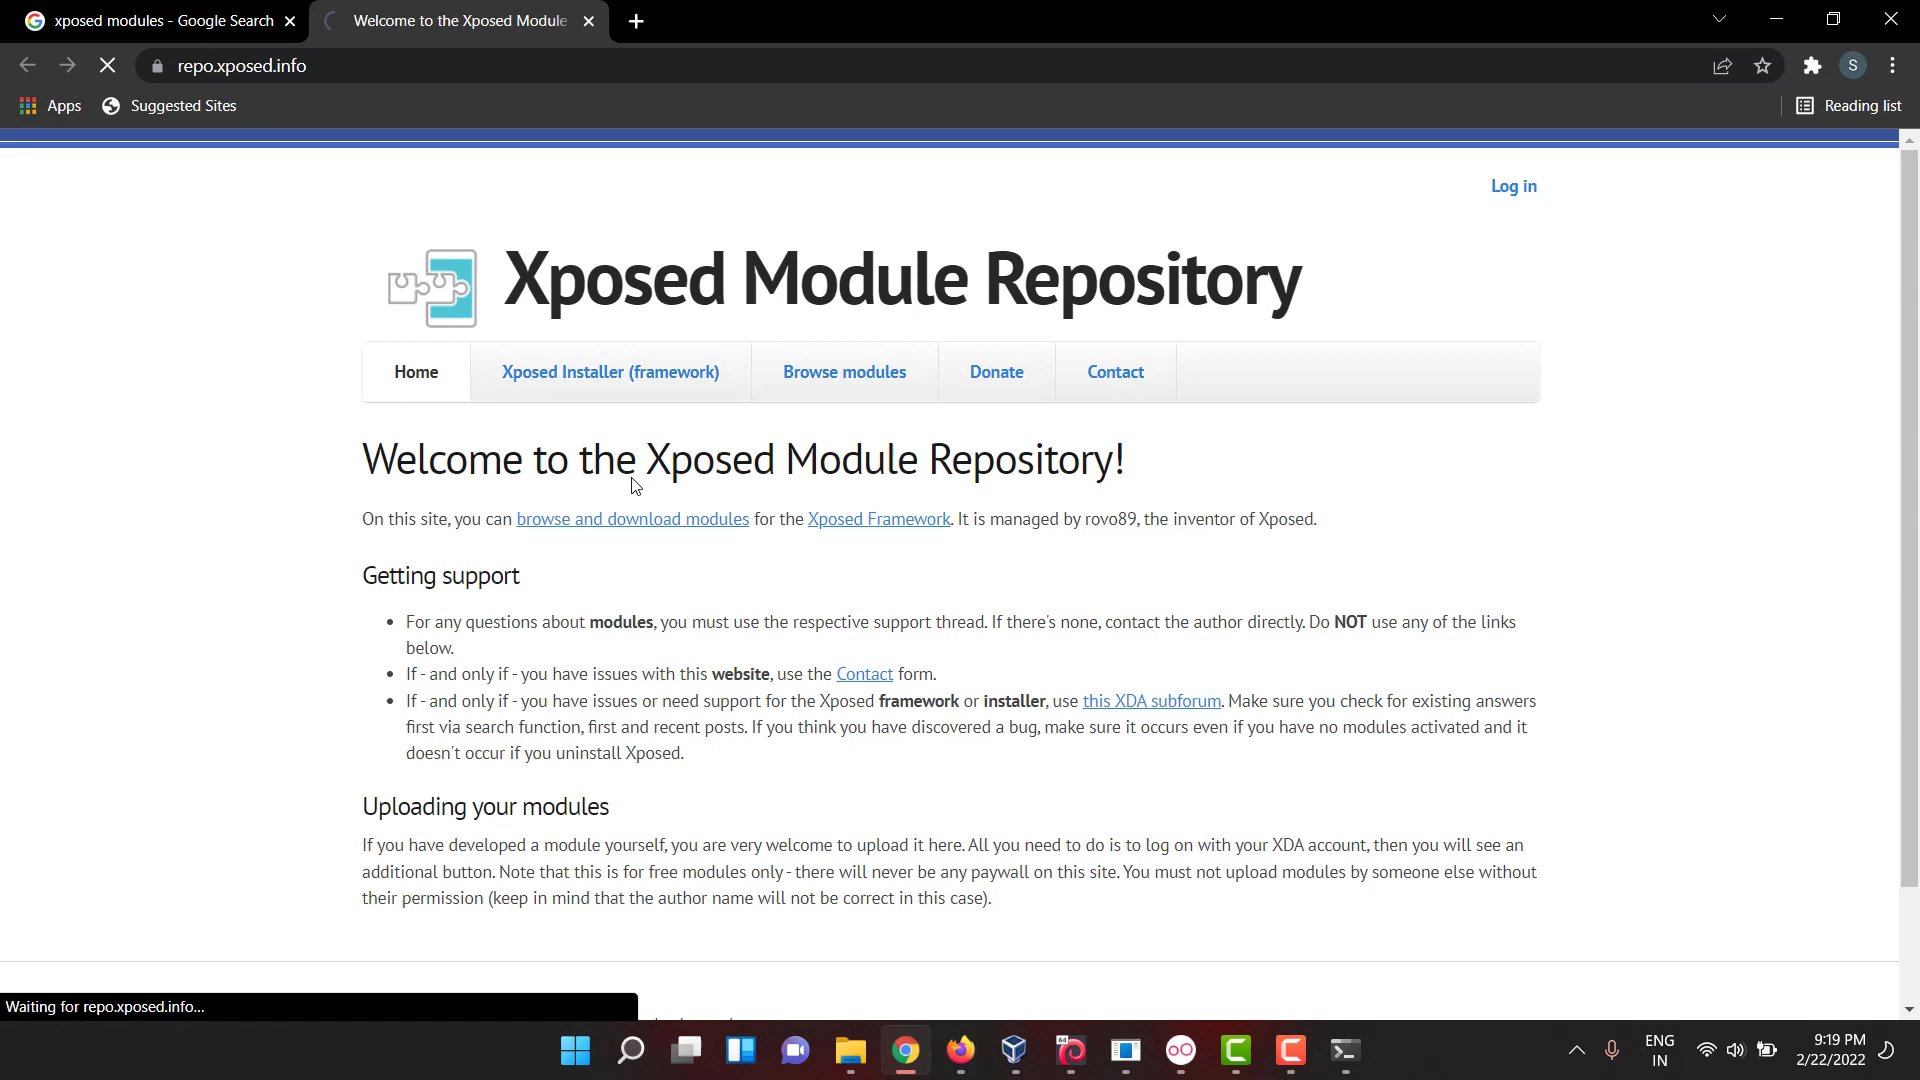 xposed modules - Google Search
Welcome to the Xposed Module
repo.xposed.info
S
Apps
Suggested Sites
Reading list
Log in
Xposed Module Repository
Home
Xposed Installer (framework)
Browse modules
Donate
Contact
Welcome to the Xposed Module Repository!
On this site, you can browse and download modules for the Xposed Framework. It is managed by rovo89, the inventor of Xposed.
Getting support
For any questions about modules, you must use the respective support thread. If there's none, contact the author directly. Do NOT use any of the links
below.
If - and only if - you have issues with this website, use the Contact form.
If - and only if - you have issues or need support for the Xposed framework or installer, use this XDA subforum. Make sure you check for existing answers
first via search function, first and recent posts. If you think you have discovered a bug, make sure it occurs even if you have no modules activated and it
doesn't occur if you uninstall Xposed.
Uploading your modules
If you have developed a module yourself, you are very welcome to upload it here. All you need to do is to log on with your XDA account, then you will see an
additional button. Note that this is for free modules only - there will never be any paywall on this site. You must not upload modules by someone else without
their permission (keep in mind that the author name will not be correct in this case).
Waiting for repo.xposed.info...
64
ENG
IN
9:19 PM
2/22/2022